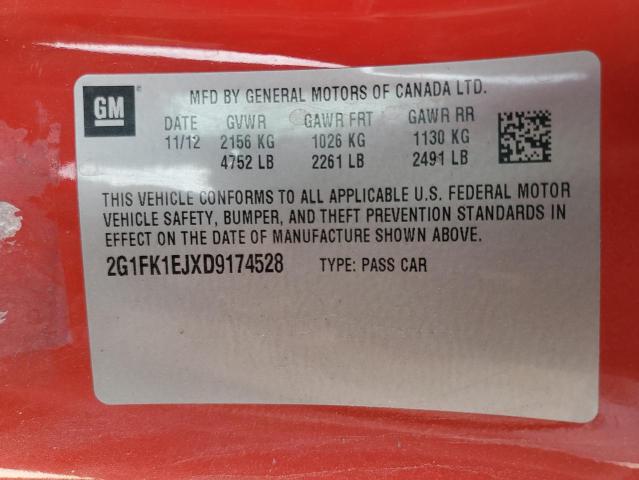 GM
MFD BY GENERAL MOTORS OF CANADA LTD.
DATE GVWR GAWR FRT GAWR RR
11/12 2156 KG 1026 KG 1130 KG
4752 LB 2261 LB 2491 LB
THIS VEHICLE CONFORMS TO ALL APPLICABLE U.S. FEDERAL MOTOR
VEHICLE SAFETY, BUMPER, AND THEFT PREVENTION STANDARDS IN
EFFECT ON THE DATE OF MANUFACTURE SHOWN ABOVE.
2G1FK1EJXD9174528 TYPE: PASS CAR